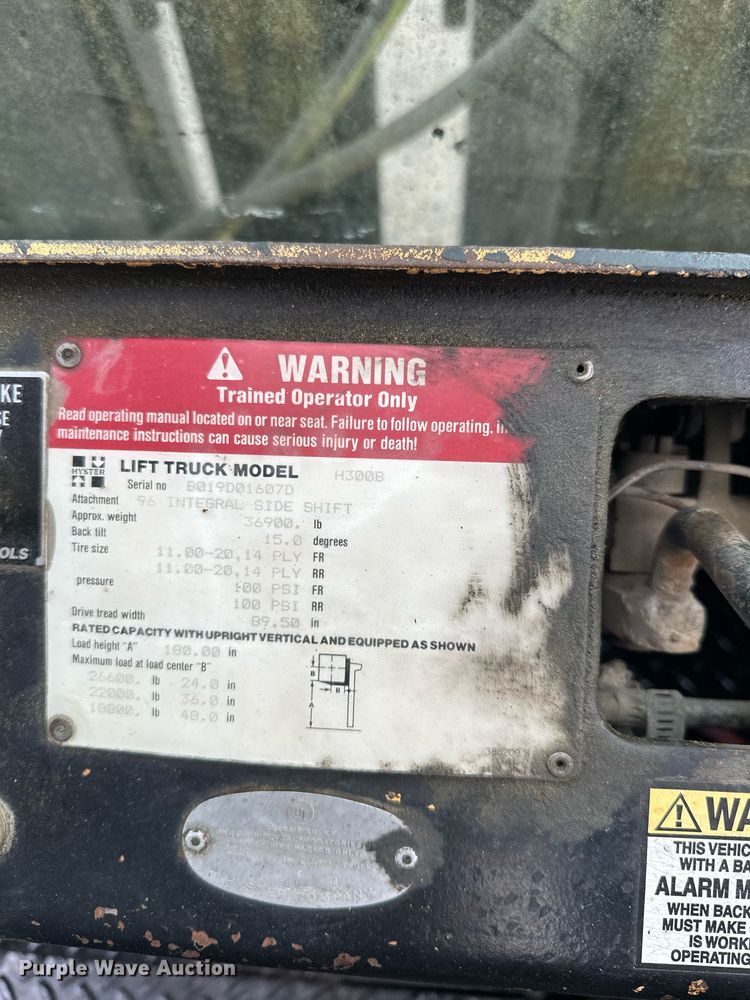 KE
SE
OLS
WARNING
Trained Operator Only
Read operating manual located on or near seat. Failure to follow operating.
maintenance instructions can cause serious injury or death!
HYSTER
LIFT TRUCK MODEL H300B
Serial no B019D01607D
Attachment 96 INTEGRAL SIDE SHIFT
Approx. weight 36900. lb
Back tilt 15.0 degrees
Tire size 11.00-20,14 PLY FR
11.00-20,14 PLY RR
pressure 100 PSI FR
100 PSI RR
Drive tread width 89.50 in
RATED CAPACITY WITH UPRIGHT VERTICAL AND EQUIPPED AS SHOWN
Load height "A" 180.00 in
Maximum load at load center "B"
26600. lb 24.0 in
22000. lb 36.0 in
18800. lb 48.0 in
B
B
A
COMPANY
WA
THIS VEHIC
WITH A BA
ALARM M
WHEN BACK
MUST MAKE
IS WORK
OPERATING
Purple Wave Auction